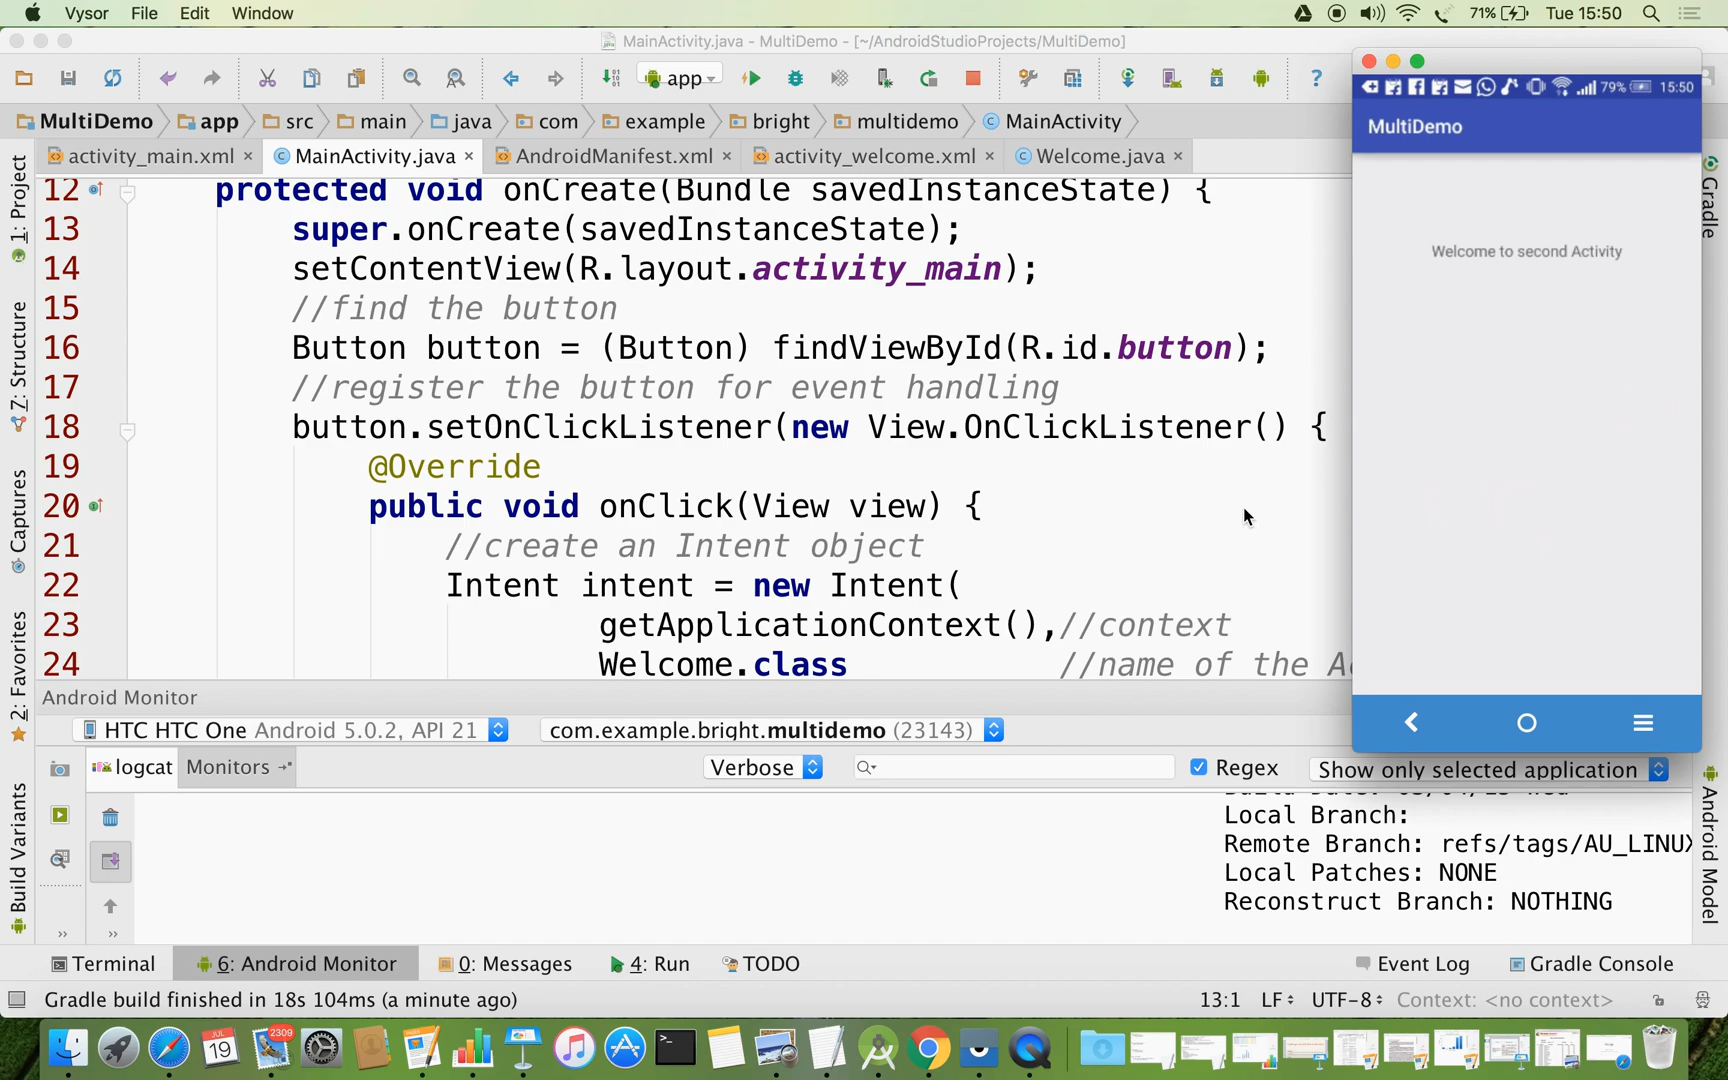 Vysor File Edit Window 71% Tue 15:50
MainActivity.java - MultiDemo - [~/AndroidStudioProjects/MultiDemo]
app
MultiDemo app src main java com example bright multidemo MainActivity
activity_main.xml MainActivity.java AndroidManifest.xml activity_welcome.xml Welcome.java
12 protected void onCreate(Bundle savedInstanceState) {
13 super.onCreate(savedInstanceState);
14 setContentView(R.layout.activity_main);
15 //find the button
16 Button button = (Button) findViewById(R.id.button);
17 //register the button for event handling
18 button.setOnClickListener(new View.OnClickListener() {
19 @Override
20 public void onClick(View view) {
21 //create an Intent object
22 Intent intent = new Intent(
23 getApplicationContext(),//context
24 Welcome.class //name of the
79% 15:50
MultiDemo
Welcome to second Activity
1: Project
7: Structure
Captures
2: Favorites
Build Variants
Gradle
Android Model
Android Monitor
HTC HTC One Android 5.0.2, API 21 com.example.bright.multidemo (23143)
logcat Monitors Verbose Regex Show only selected application
Local Branch:
Remote Branch: refs/tags/AU_LINUX
Local Patches: NONE
Reconstruct Branch: NOTHING
Terminal 6: Android Monitor 0: Messages 4: Run TODO Event Log Gradle Console
Gradle build finished in 18s 104ms (a minute ago) 13:1 LF UTF-8 Context: <no context>
JUL
19
2309